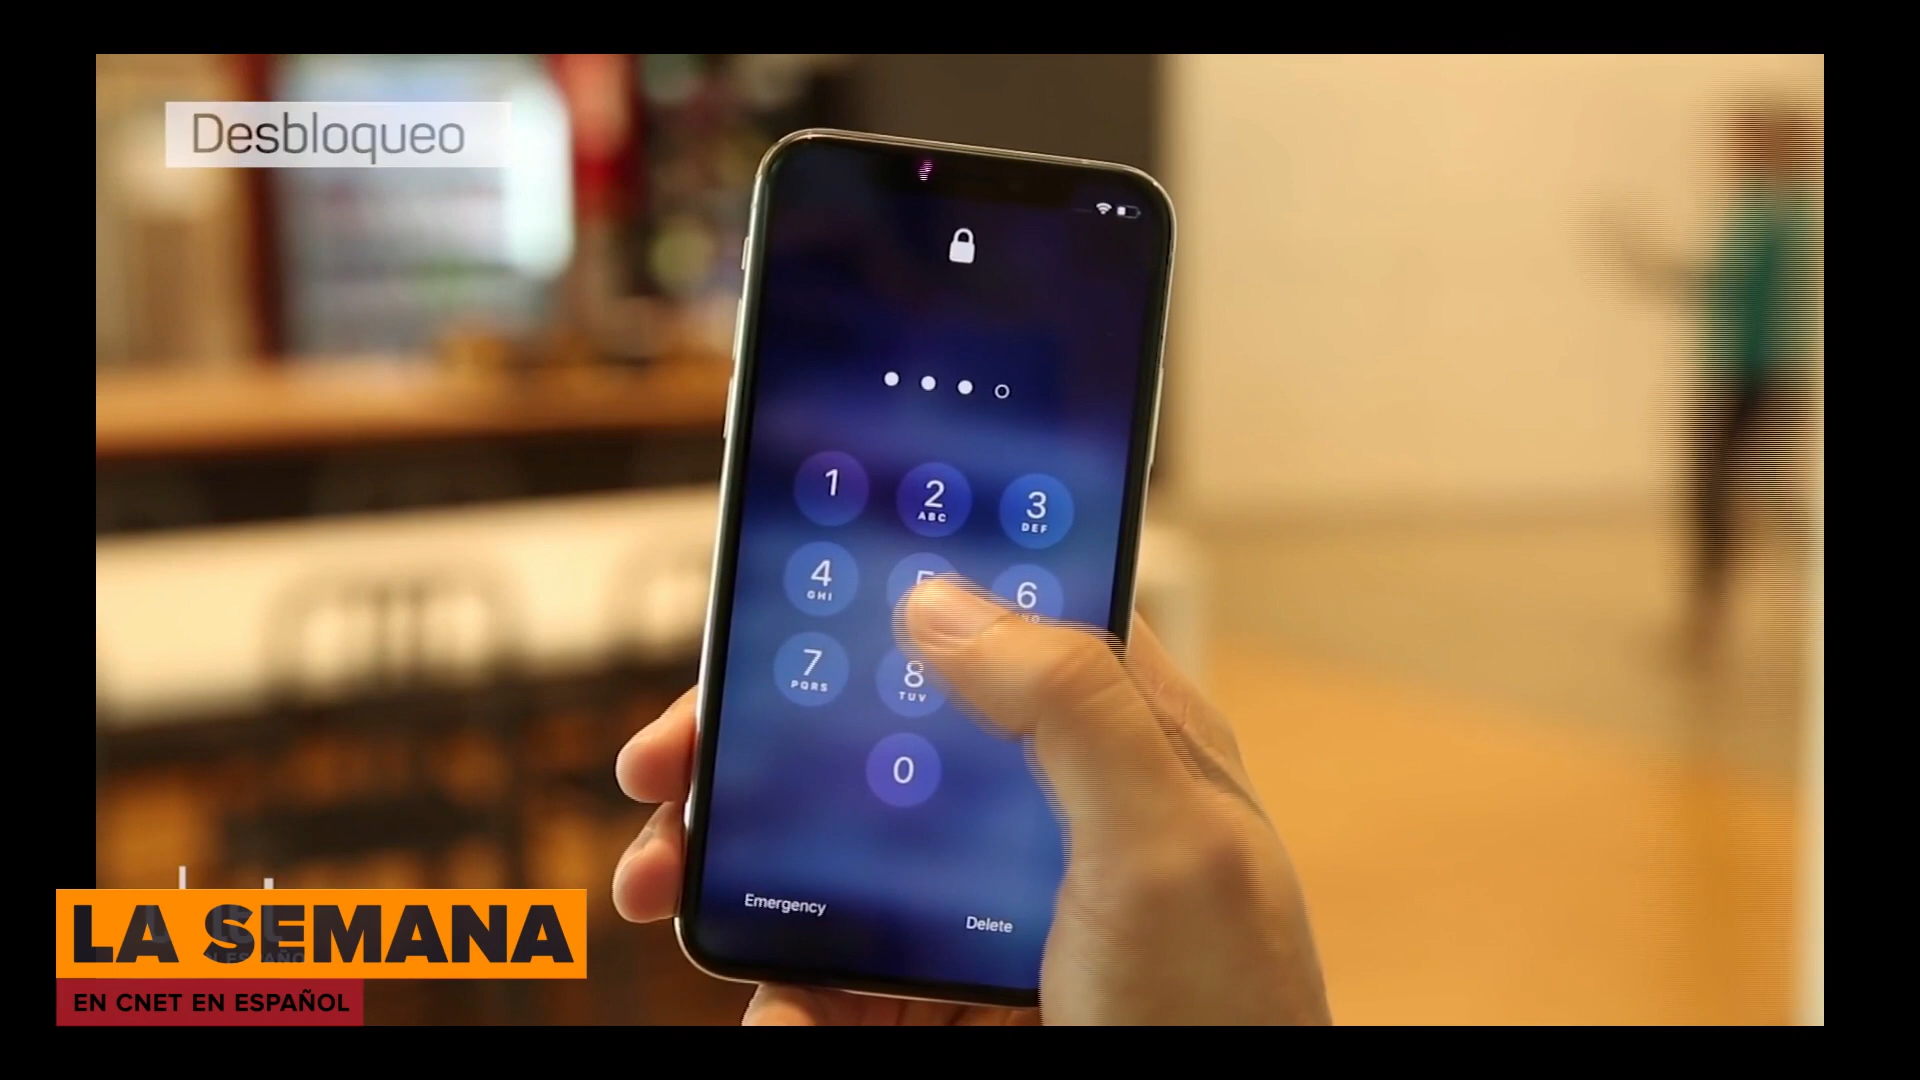 Desbloqueo
1
2
ABC
3
DEF
4
GHI
5
6
7
PQRS
8
TUV
0
Emergency
Delete
LA SEMANA
EN CNET EN ESPAÑOL